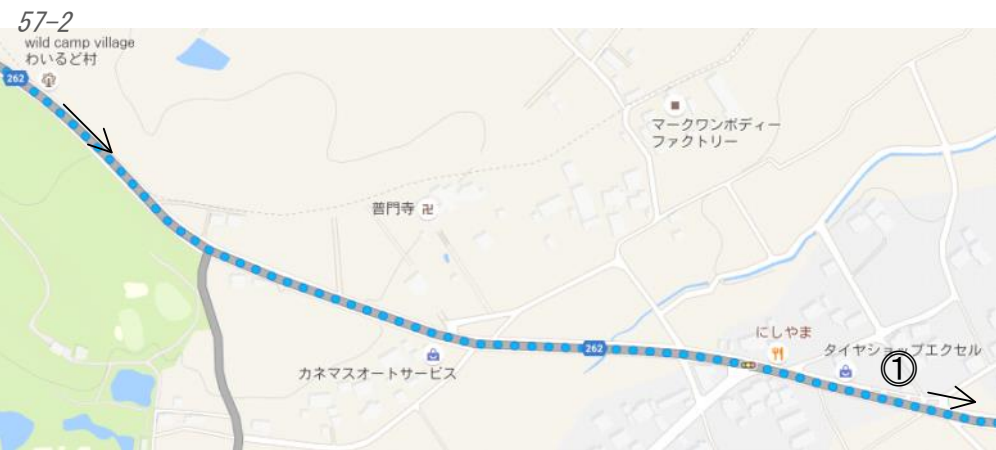 57-2
wild camp village
わいるど村
262
マークワンボディー
ファクトリー
普門寺
262
にしやま
タイヤショップエクセル
①
カネマスオートサービス